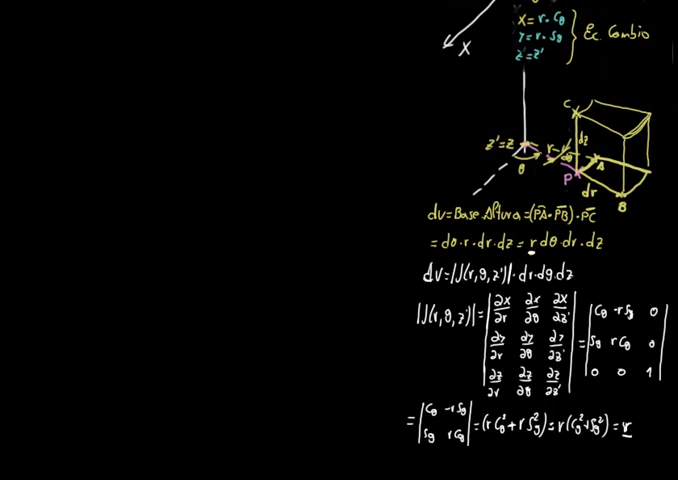 X = r · Cθ
Y = r · Sθ } Ec. Cambio
X
Z = Z'
C
dz
Z' = Z r dθ A
θ P dr
B
dv = Base · Altura = (PA · PB) · PC
= dθ · r · dr · dz = r dθ · dr · dz
dv = |J(r, θ, z')| · dr · dθ · dz
|J(r, θ, z')| = | ∂x/∂r ∂x/∂θ ∂x/∂z' | = | Cθ -rSθ 0 |
| ∂y/∂r ∂y/∂θ ∂y/∂z' | | Sθ rCθ 0 |
| ∂z/∂r ∂z/∂θ ∂z/∂z' | | 0 0 1 |
= | Cθ -rSθ | = (r Cθ² + r Sθ²) = r (Cθ² + Sθ²) = r
| Sθ rCθ |